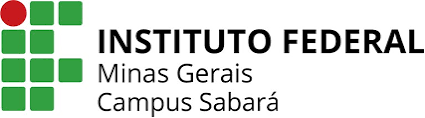 INSTITUTO FEDERAL
Minas Gerais
Campus Sabará